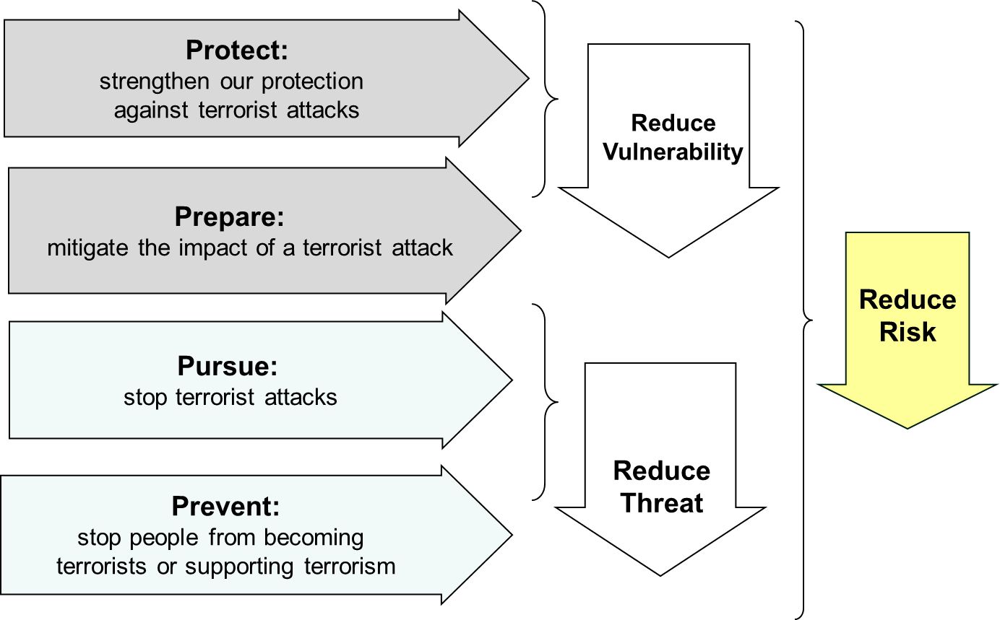 Protect:
strengthen our protection
against terrorist attacks
Prepare:
mitigate the impact of a terrorist attack
Pursue:
stop terrorist attacks
Prevent:
stop people from becoming
terrorists or supporting terrorism
Reduce
Vulnerability
Reduce
Threat
Reduce
Risk